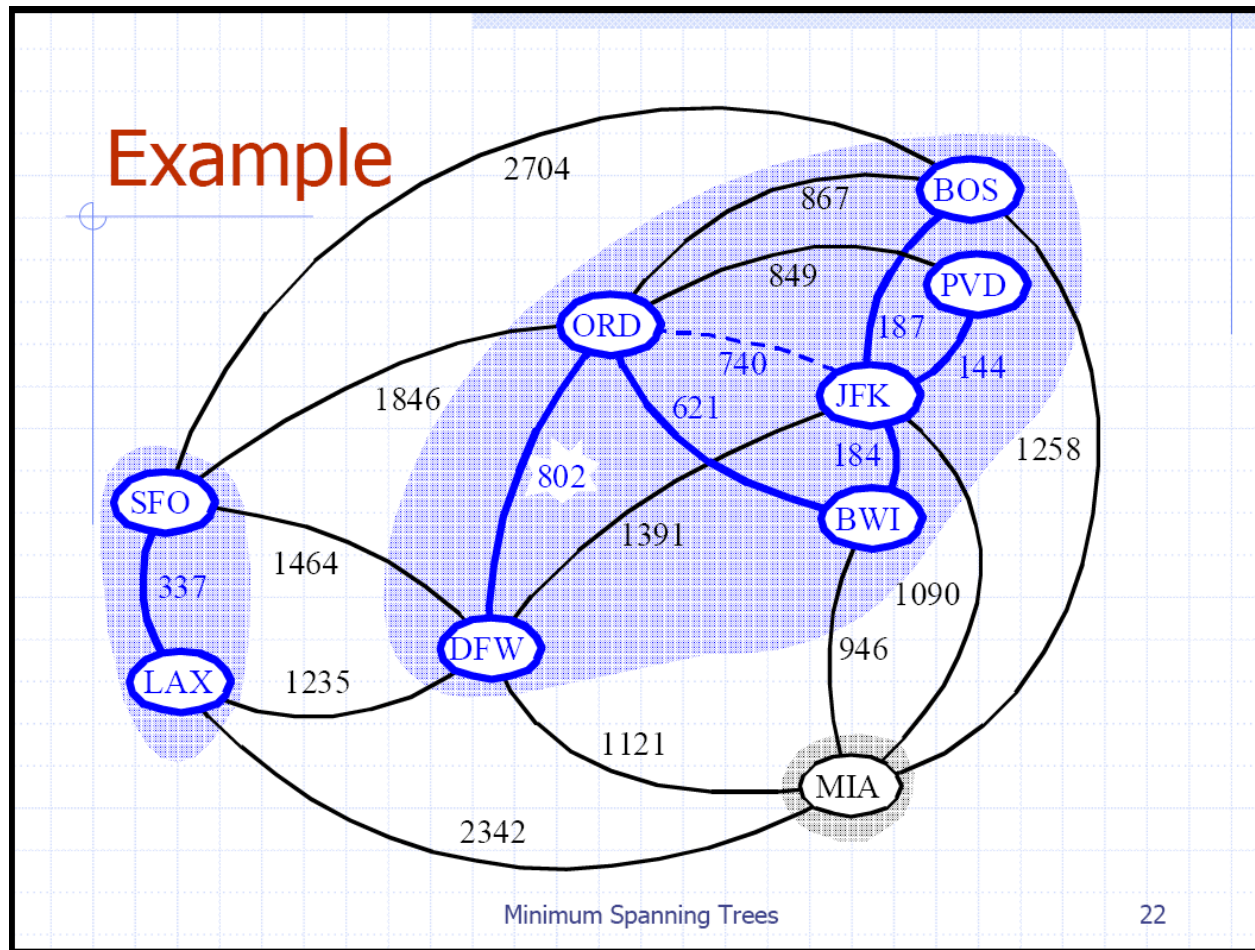 Example
2704
867
BOS
849
PVD
ORD
187
740
144
JFK
1846
621
184
1258
802
SFO
BWI
1391
1464
337
1090
DFW
946
LAX
1235
1121
MIA
2342
Minimum Spanning Trees
22